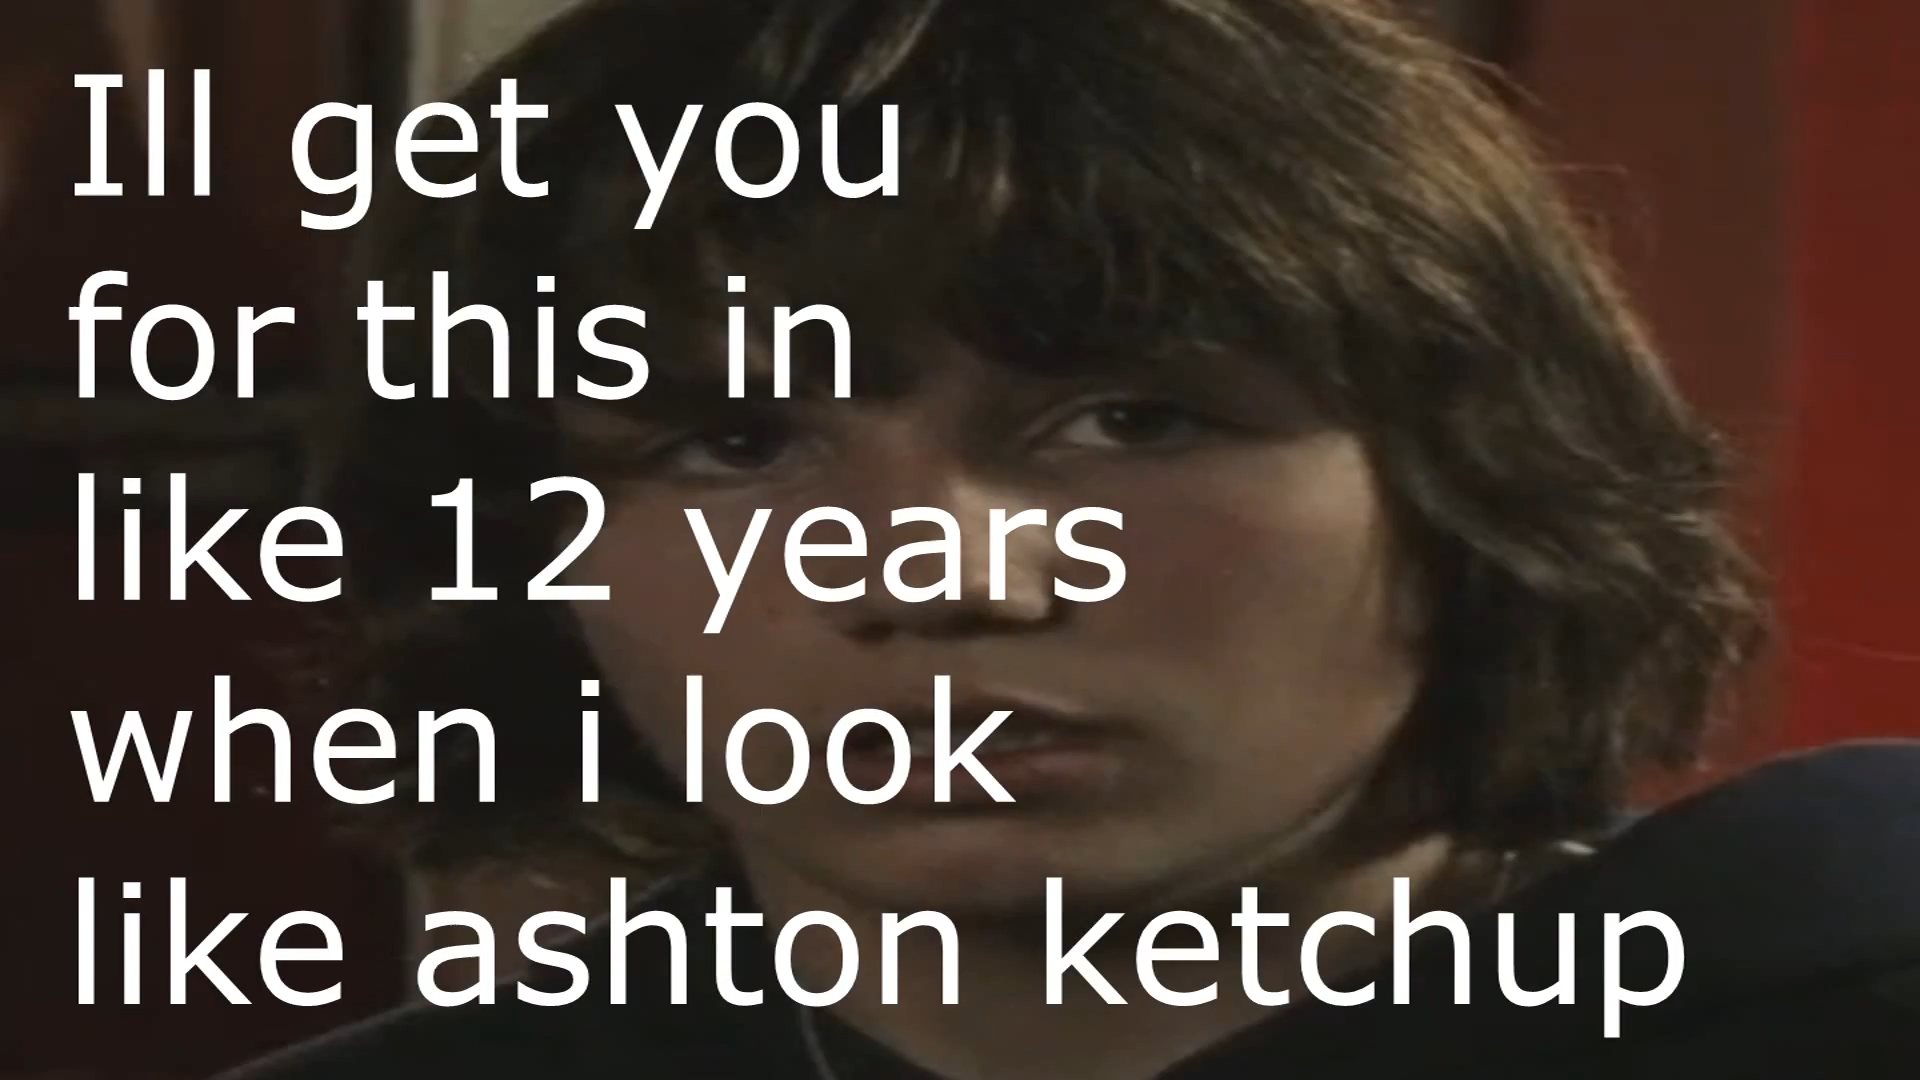 Ill get you
for this in
like 12 years
when i look
like ashton ketchup